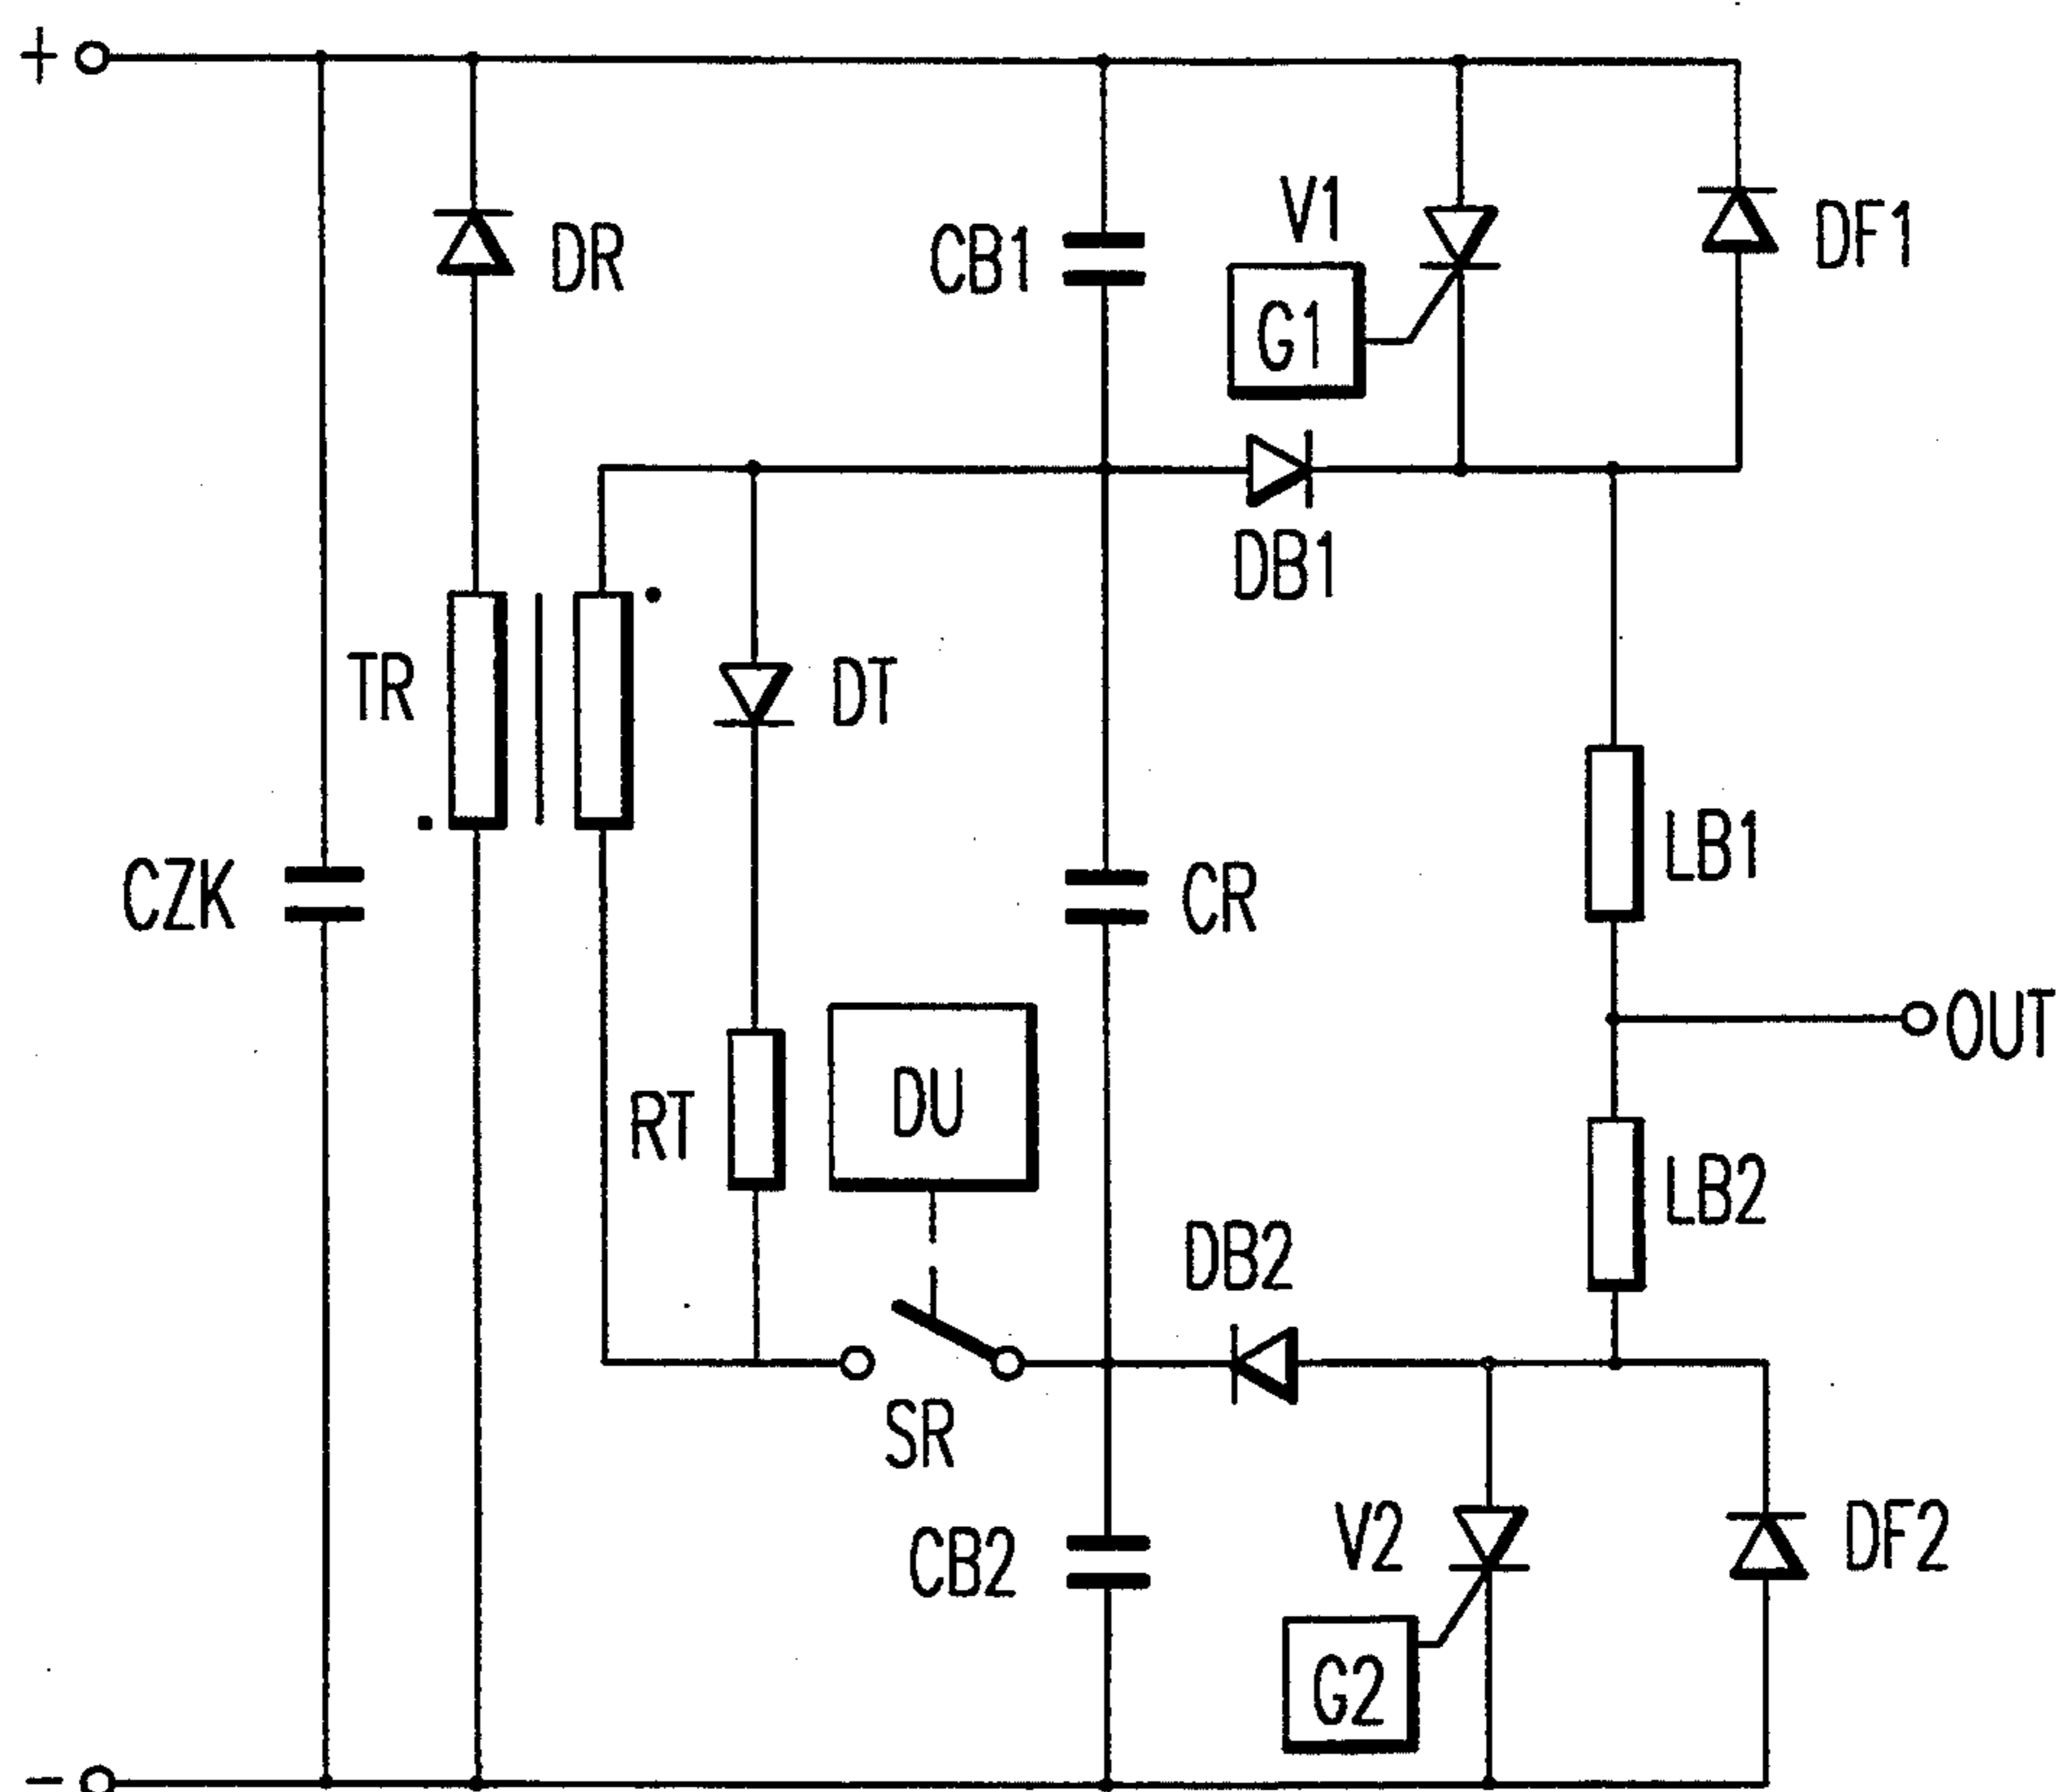 +
V1
DF1
DR
CB1
G1
DB1
TR
DT
LB1
CZK
CR
OUT
DU
RT
LB2
DB2
SR
V2
DF2
CB2
G2
-